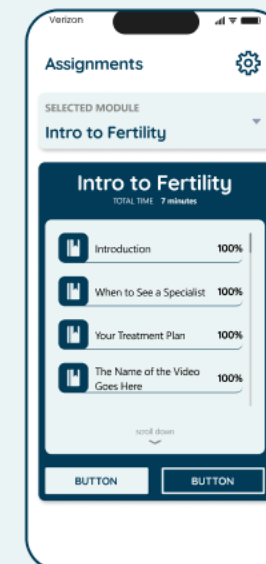 Verizon
Assignments
SELECTED MODULE
Intro to Fertility
Intro to Fertility
TOTAL TIME 7 minutes
Introduction 100%
When to See a Specialist 100%
Your Treatment Plan 100%
The Name of the Video
Goes Here 100%
scroll down
BUTTON BUTTON